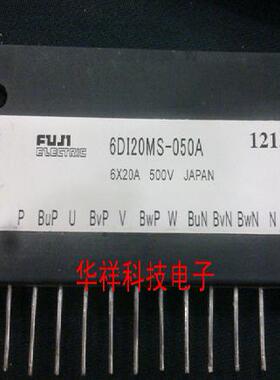 FUJI
ELECTRIC
6DI20MS-050A
121
6X20A 500V JAPAN
P BuP U BvP V BwP W BuN BvN BwN N
华祥科技电子